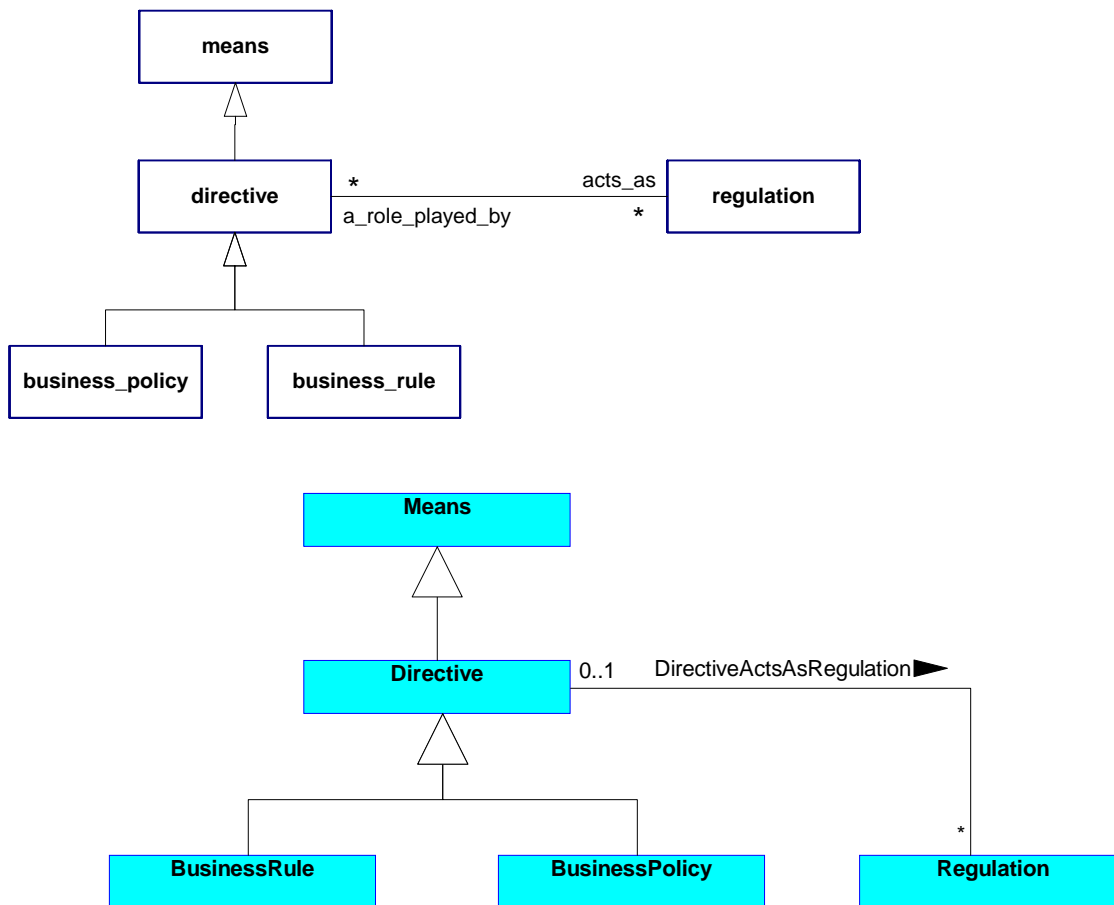 means
directive
*
acts_as
regulation
a_role_played_by
*
business_policy
business_rule
Means
Directive
0..1
DirectiveActsAsRegulation
*
BusinessRule
BusinessPolicy
Regulation